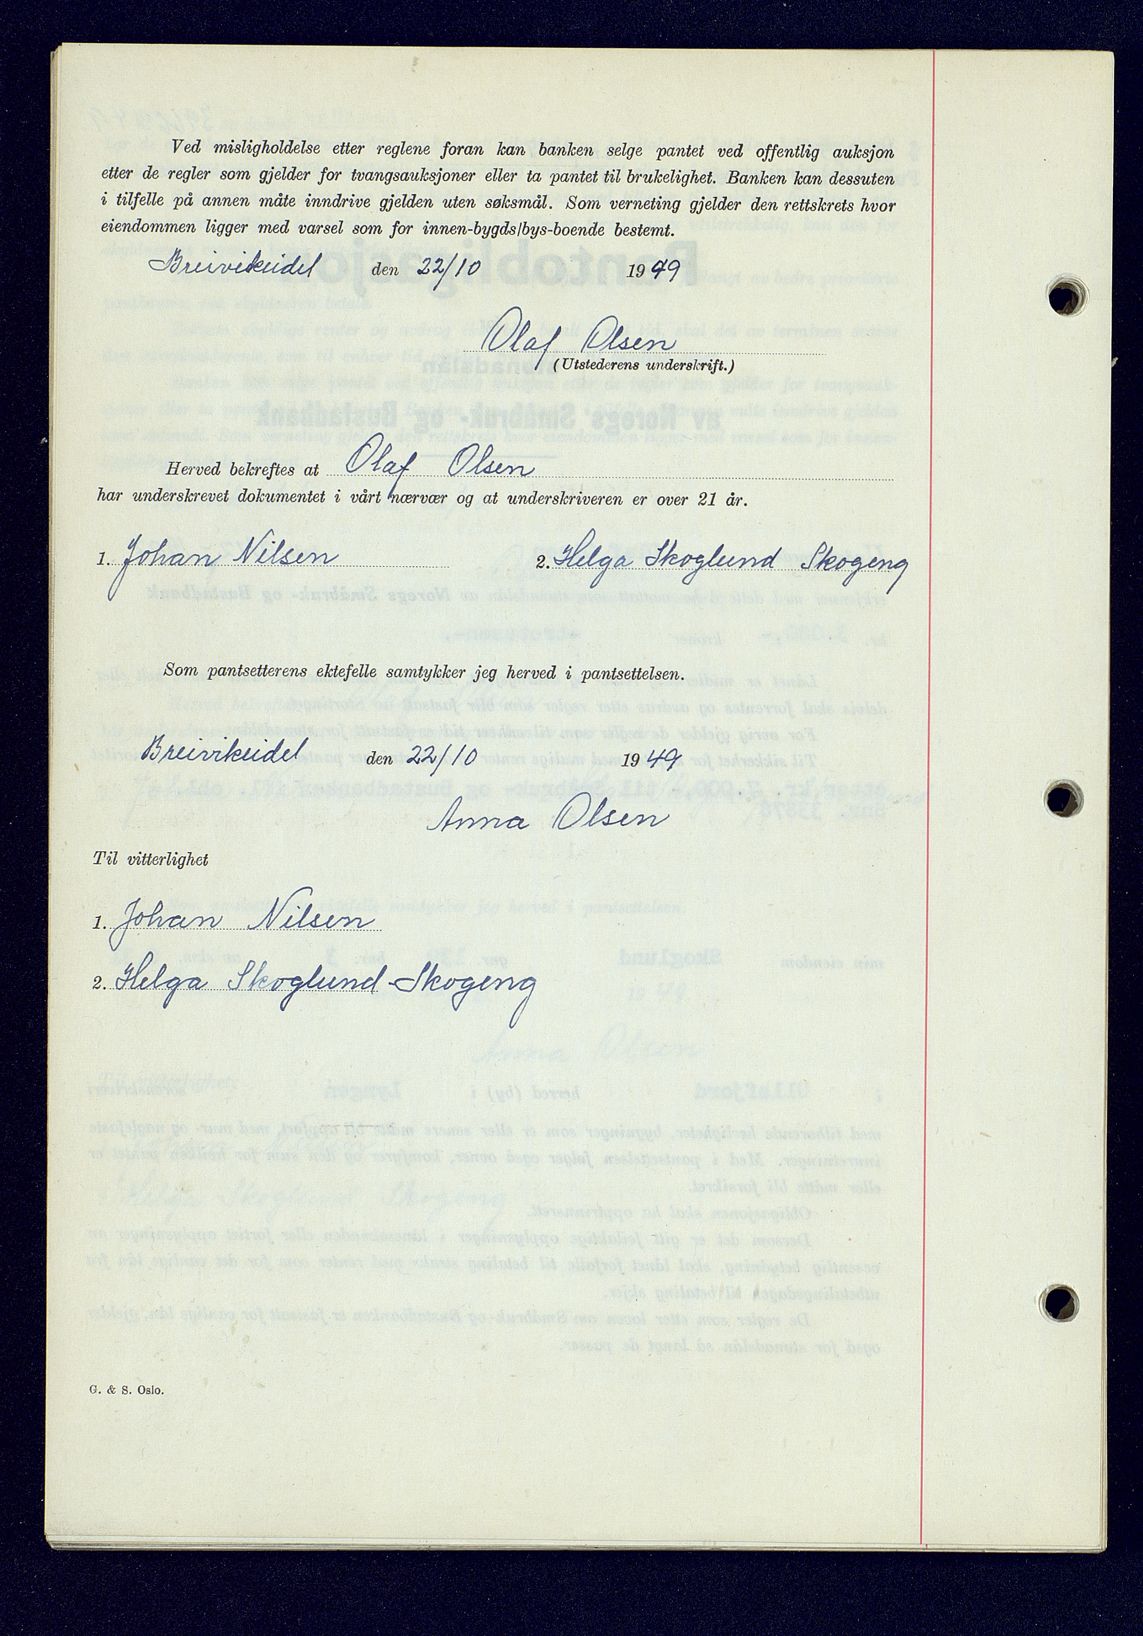 Ved misligholdelse etter reglene foran kan banken selge pantet ved offentlig auksjon
etter de regler som gjelder for tvangsauksjoner eller ta pantet til brukelighet. Banken kan dessuten
i tilfelle på annen måte inndrive gjelden uten søksmål. Som verneting gjelder den rettskrets hvor
eiendommen ligger med varsel som for innen-bygds/bys-boende bestemt.
Breivikeidet den 22/10 1949
Olaf Olsen
(Utstederens underskrift.)
Herved bekreftes at Olaf Olsen
har underskrevet dokumentet i vårt nærvær og at underskriveren er over 21 år.
1. Johan Nilsen 2. Helga Skoglund Skogeng
Som pantsetterens ektefelle samtykker jeg herved i pantsettelsen.
Breivikeidet den 22/10 1949
Anna Olsen
Til vitterlighet
1. Johan Nilsen
2. Helga Skoglund-Skogeng
G. & S. Oslo.